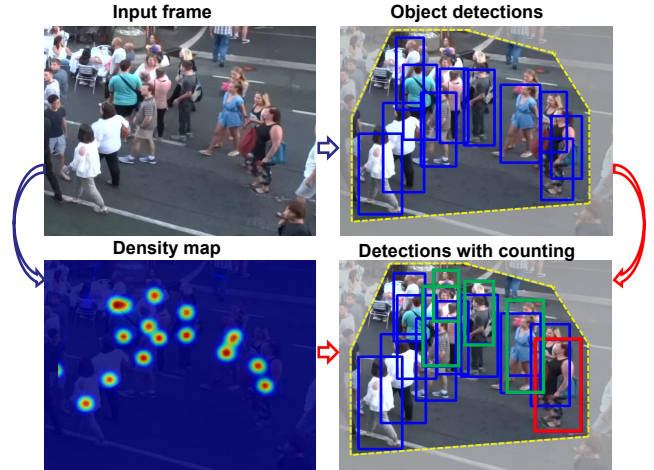 Input frame
Object detections
Density map
Detections with counting